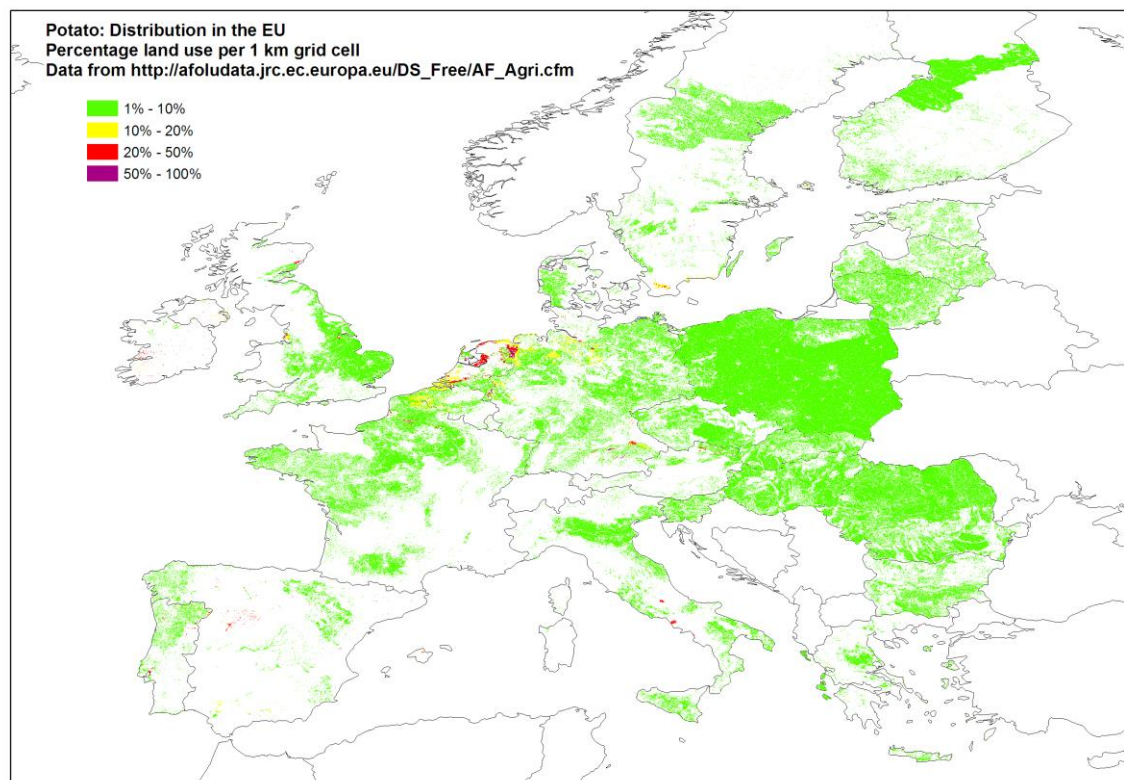 Potato: Distribution in the EU
Percentage land use per 1 km grid cell
Data from http://afoludata.jrc.ec.europa.eu/DS_Free/AF_Agri.cfm
1% - 10%
10% - 20%
20% - 50%
50% - 100%